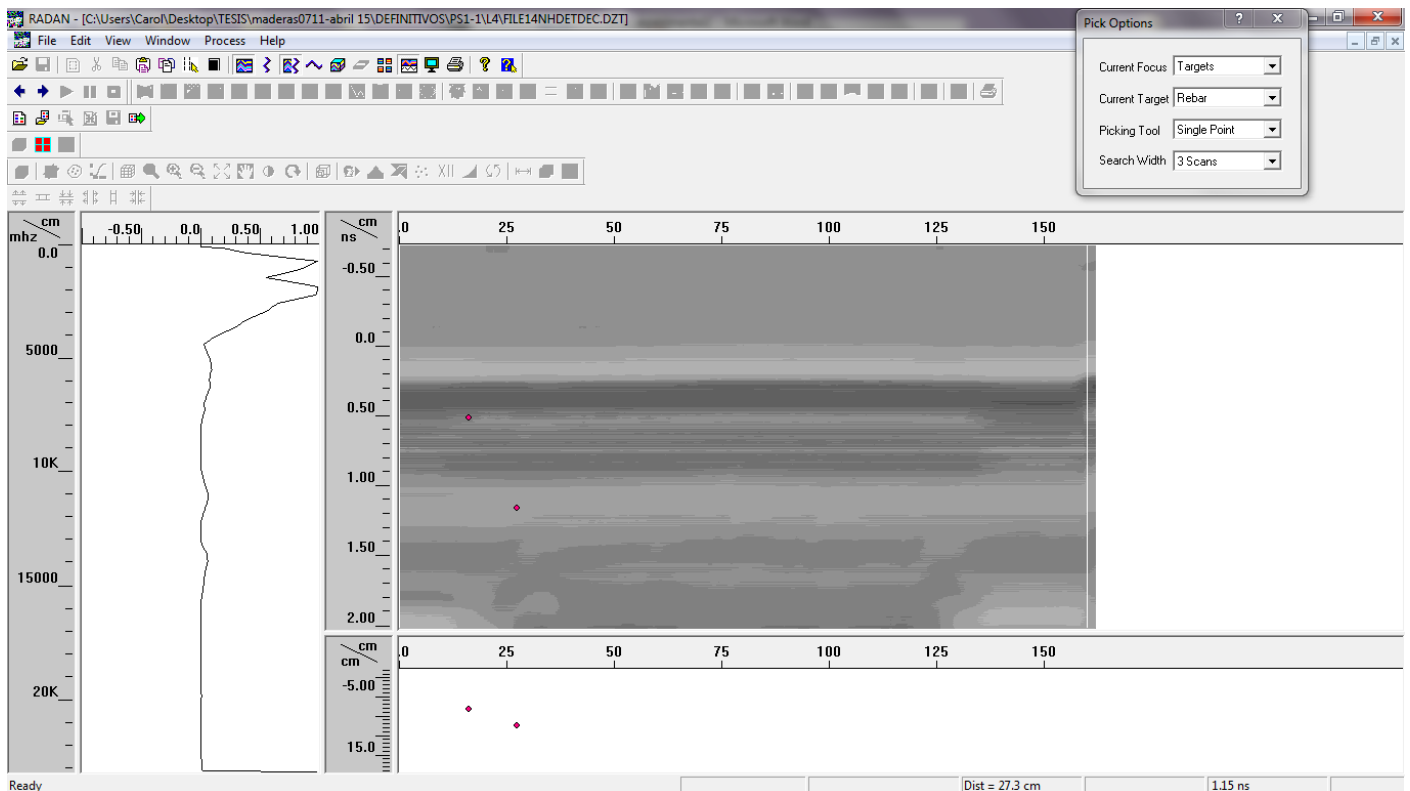 RADAN - [C:\Users\Carol\Desktop\TESIS\maderas0711-abril 15\DEFINITIVOS\PS1-1\L4\FILE14NHDETDEC.DZT]
File Edit View Window Process Help
Pick Options
Current Focus Targets
Current Target Rebar
Picking Tool Single Point
Search Width 3 Scans
XII
cm
mhz
-0.50 0.0 0.50 1.00
cm
ns
.0 25 50 75 100 125 150
0.0
5000
10K
15000
20K
-0.50
0.0
0.50
1.00
1.50
2.00
cm
cm
.0 25 50 75 100 125 150
-5.00
15.0
Ready
Dist = 27.3 cm
1.15 ns